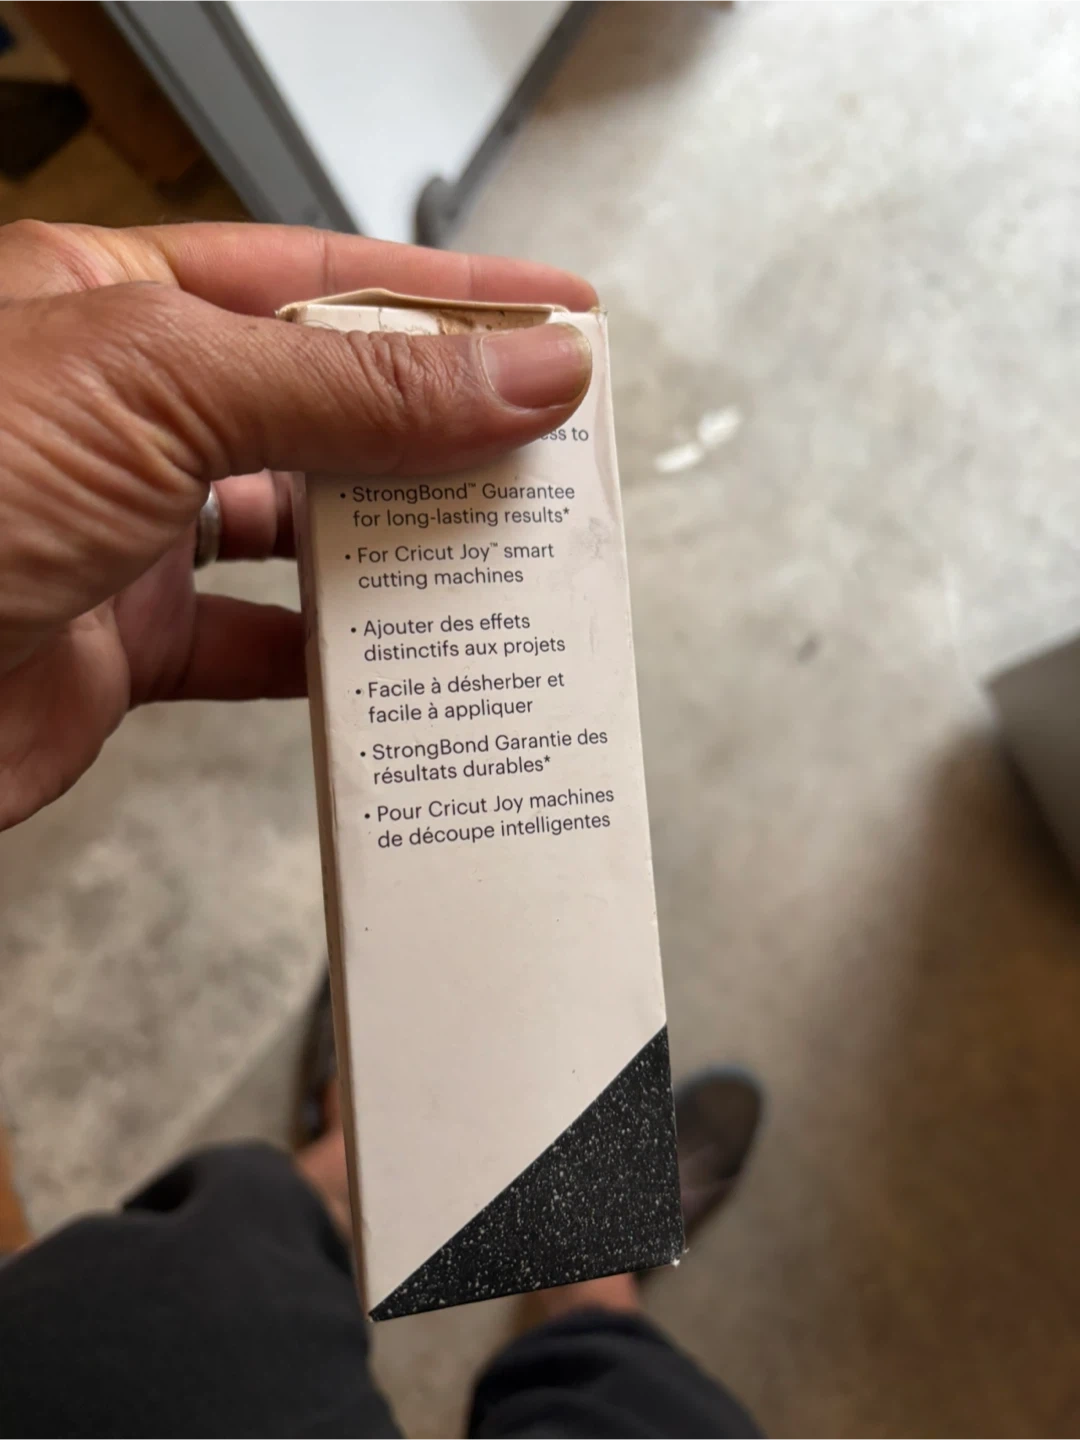 to
• StrongBond™ Guarantee
for long-lasting results*
• For Cricut Joy™ smart
cutting machines
• Ajouter des effets
distinctifs aux projets
• Facile à désherber et
facile à appliquer
• StrongBond Garantie des
résultats durables*
• Pour Cricut Joy machines
de découpe intelligentes